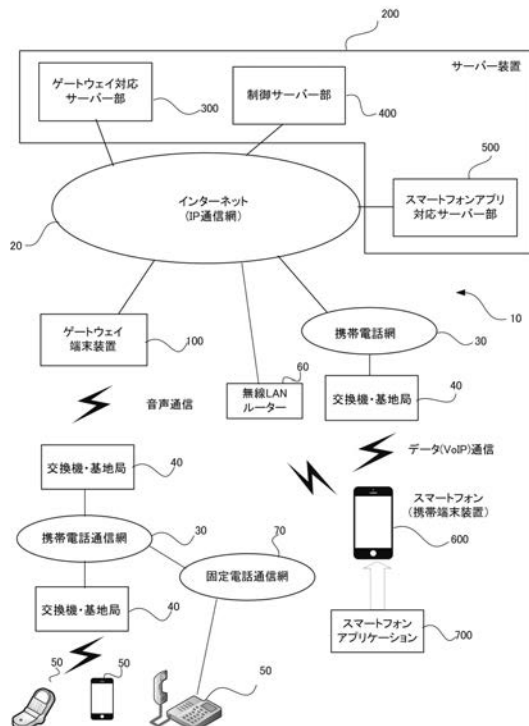 200
サーバー装置
ゲートウェイ対応
サーバー部
300
制御サーバー部
400
500
スマートフォンアプリ
対応サーバー部
インターネット
(IP通信網)
20
10
ゲートウェイ
端末装置
100
携帯電話網
30
60
無線LAN
ルーター
交換機・基地局
40
音声通信
データ(VoIP)通信
交換機・基地局
40
スマートフォン
(携帯端末装置)
600
携帯電話通信網
30
70
固定電話通信網
交換機・基地局
40
スマートフォン
アプリケーション
700
50
50
50